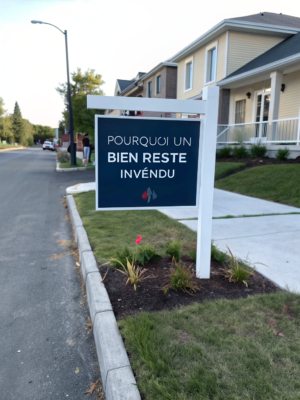 POURQUOI UN
BIEN RESTE
INVÉNDU